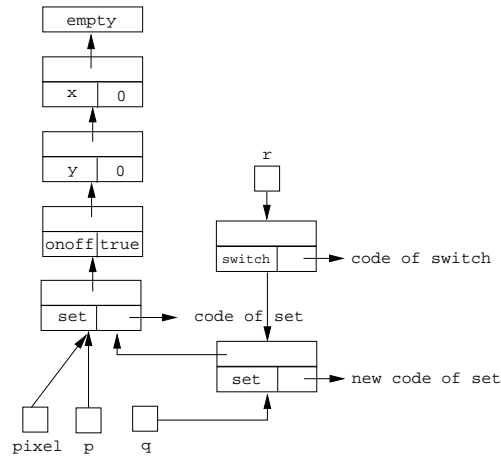 empty
x 0
y 0
r
onoff true
switch
code of switch
set
code of set
set
new code of set
pixel
p
q